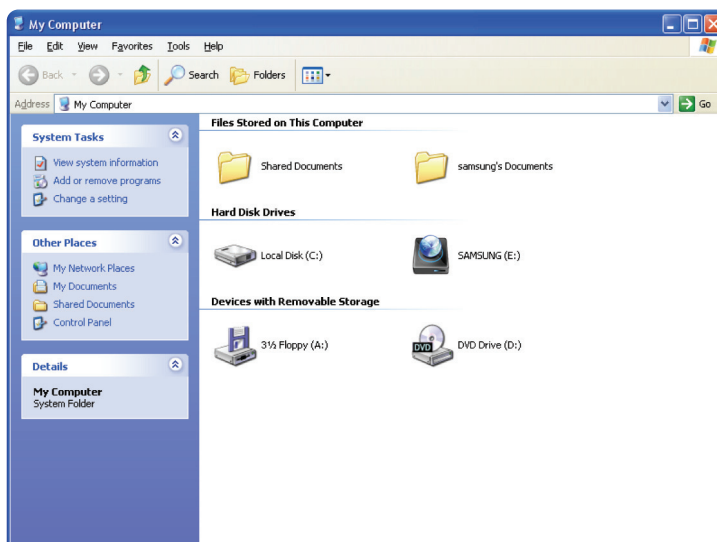 My Computer
File Edit View Favorites Tools Help
Back Search Folders
Address My Computer Go
System Tasks
View system information
Add or remove programs
Change a setting
Other Places
My Network Places
My Documents
Shared Documents
Control Panel
Details
My Computer
System Folder
Files Stored on This Computer
Shared Documents samsung's Documents
Hard Disk Drives
Local Disk (C:) SAMSUNG (E:)
Devices with Removable Storage
3½ Floppy (A:) DVD Drive (D:)
DVD